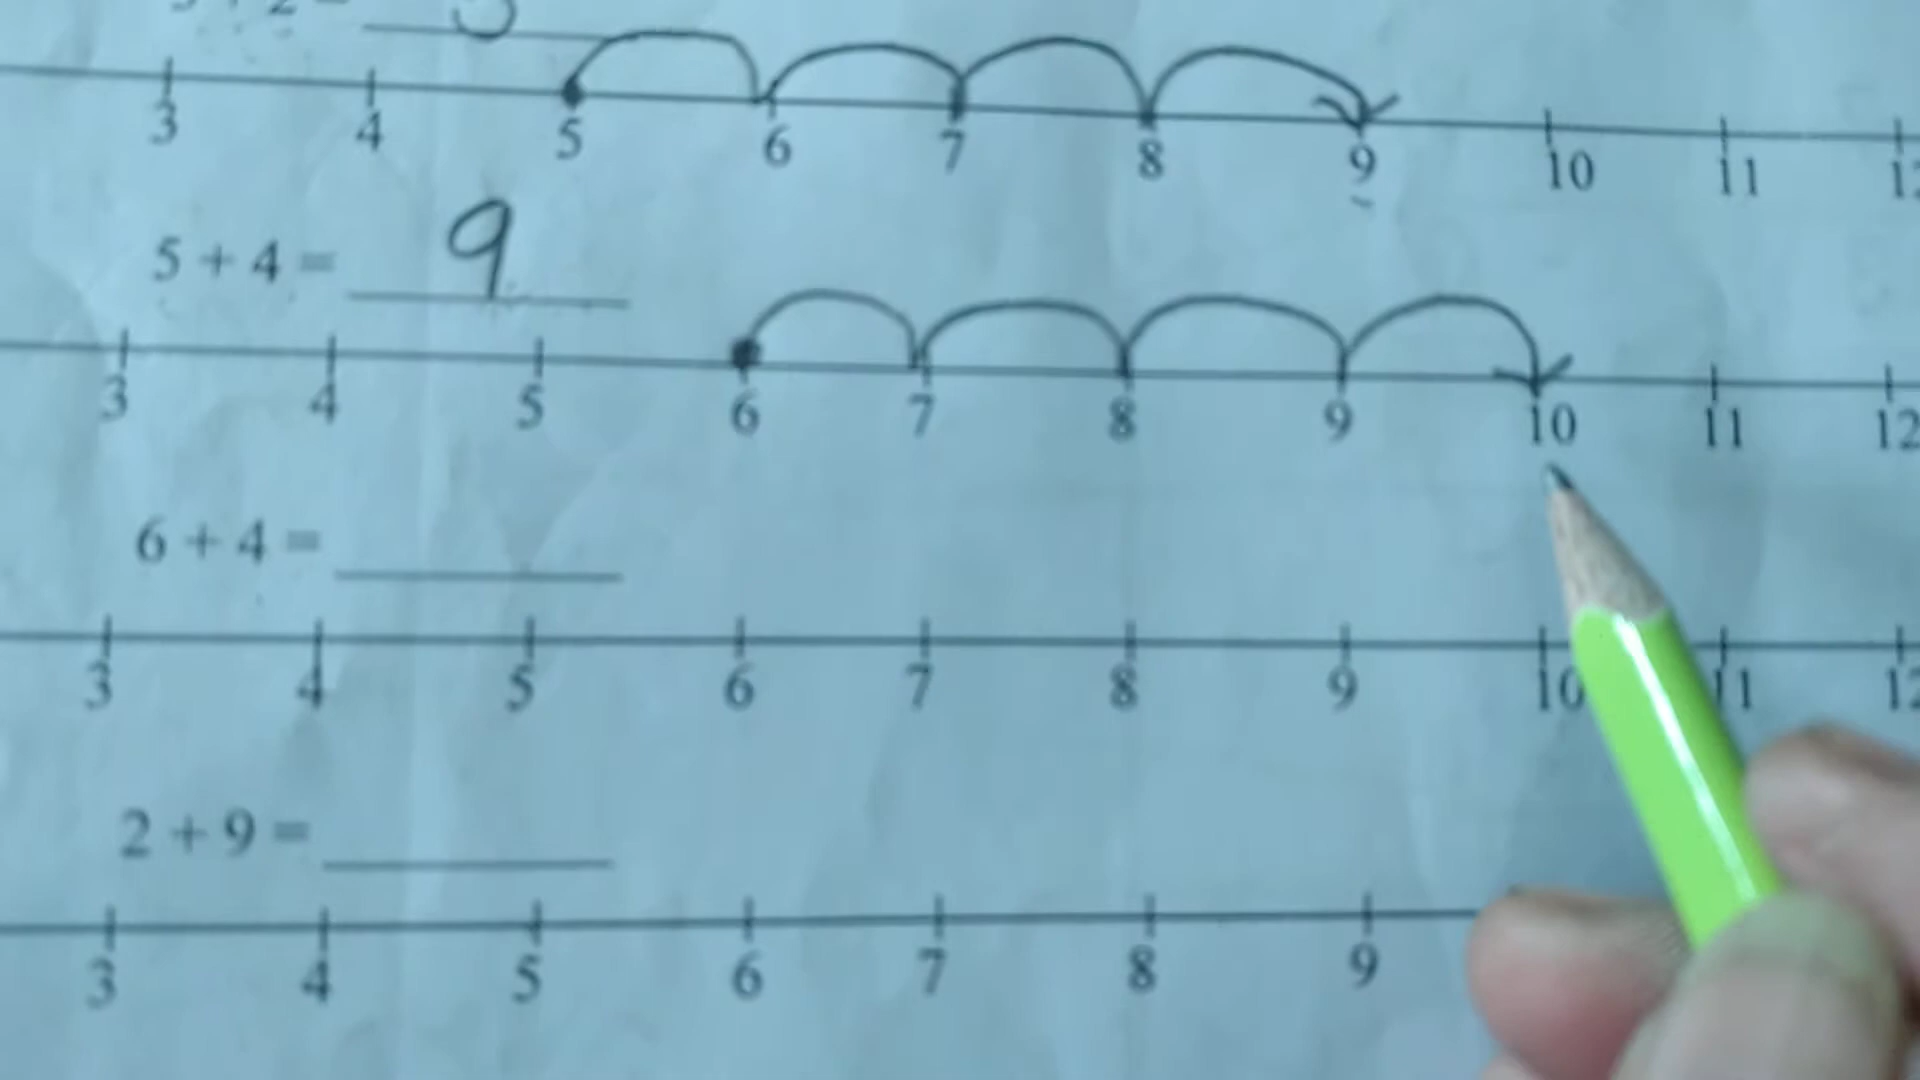 3 4 5 6 7 8 9 10 11
5 + 4 = 9
3 4 5 6 7 8 9 10 11 12
6 + 4 =
3 4 5 6 7 8 9 10 11 12
2 + 9 =
3 4 5 6 7 8 9